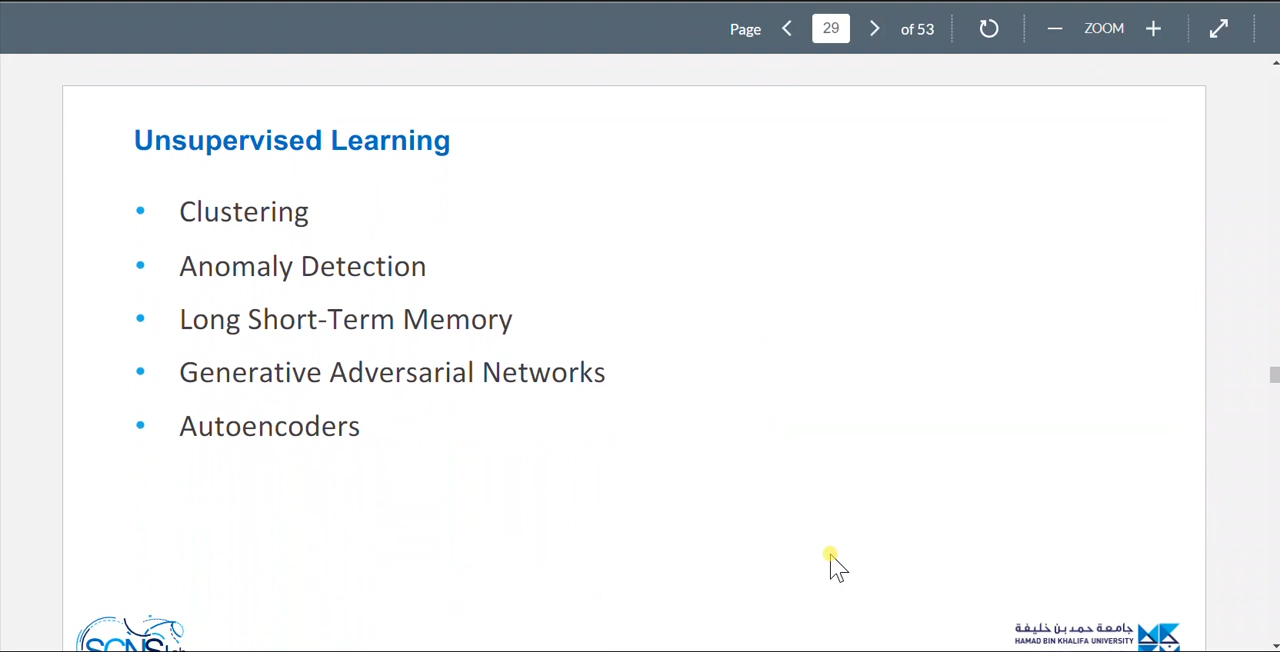 Page 29 of 53 ZOOM
Unsupervised Learning
• Clustering
• Anomaly Detection
• Long Short-Term Memory
• Generative Adversarial Networks
• Autoencoders
جامعة حمد بن خليفة
HAMAD BIN KHALIFA UNIVERSITY